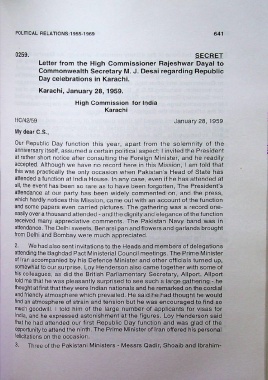 POLITICAL RELATIONS 1955-1969 641
0259. SECRET
Letter from the High Commissioner Rajeshwar Dayal to
Commonwealth Secretary M. J. Desai regarding Republic
Day celebrations in Karachi.
Karachi, January 28, 1959.
High Commission for India
Karachi
HC/42/59 January 28, 1959
My dear C.S.,
Our Republic Day function this year, apart from the solemnity of the
anniversary itself, assumed a certain political aspect. I invited the President
at rather short notice after consulting the Foreign Minister, and he readily
accepted. Although we have no record here in this Mission, I am told that
this was practically the only occasion when Pakistan's Head of State has
attended a function at India House. In any case, even if he has attended at
all, the event has been so rare as to have been forgotten. The President's
attendance at our party has been widely commented on, and the press,
which hardly notices this Mission, came out with an account of the function
and some papers even carried pictures. The gathering was a record one-
easily over a thousand attended - and the dignity and elegance of the function
received many appreciative comments. The Pakistan Navy band was in
attendance. The Delhi sweets, Benarsi pan and flowers and garlands brought
from Delhi and Bombay were much appreciated.
2. We had also sent invitations to the Heads and members of delegations
attending the Baghdad Pact Ministerial Council meetings. The Prime Minister
of Iran accompanied by his Defence Minister and other officials turned up,
somewhat to our surprise. Loy Henderson also came together with some of
his colleagues, as did the British Parliamentary Secretary, Alport. Alport
told me that he was pleasantly surprised to see such a large gathering - he
thought at first that they were Indian nationals and he remarked on the cordial
and friendly atmosphere which prevailed. He said he had thought he would
find an atmosphere of strain and tension but he was encouraged to find so
much goodwill. I told him of the large number of applicants for visas for
India, and he expressed astonishment at the figures. Loy Henderson said
that he had attended our first Republic Day function and was glad of the
opportunity to attend the ninth. The Prime Minister of Iran offered his personal
felicitations on the occasion.
3. Three of the Pakistani Ministers - Messrs Qadir, Shoaib and Ibrahim-